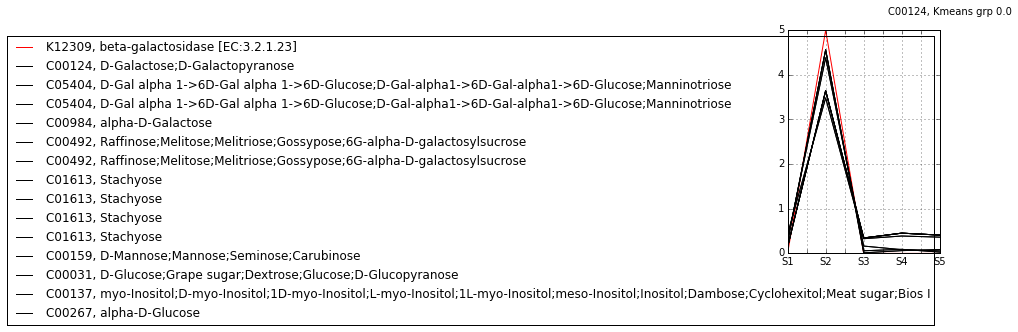 C00124, Kmeans grp 0.0
K12309, beta-galactosidase [EC:3.2.1.23]
C00124, D-Galactose;D-Galactopyranose
C05404, D-Gal alpha 1->6D-Gal alpha 1->6D-Glucose;D-Gal-alpha1->6D-Gal-alpha1->6D-Glucose;Manninotriose
C05404, D-Gal alpha 1->6D-Gal alpha 1->6D-Glucose;D-Gal-alpha1->6D-Gal-alpha1->6D-Glucose;Manninotriose
C00984, alpha-D-Galactose
C00492, Raffinose;Melitose;Melitriose;Gossypose;6G-alpha-D-galactosylsucrose
C00492, Raffinose;Melitose;Melitriose;Gossypose;6G-alpha-D-galactosylsucrose
C01613, Stachyose
C01613, Stachyose
C01613, Stachyose
C01613, Stachyose
C00159, D-Mannose;Mannose;Seminose;Carubinose
C00031, D-Glucose;Grape sugar;Dextrose;Glucose;D-Glucopyranose
C00137, myo-Inositol;D-myo-Inositol;1D-myo-Inositol;L-myo-Inositol;1L-myo-Inositol;meso-Inositol;Inositol;Dambose;Cyclohexitol;Meat sugar;Bios I
C00267, alpha-D-Glucose
5
4
3
2
1
0
S1 S2 S3 S4 S5